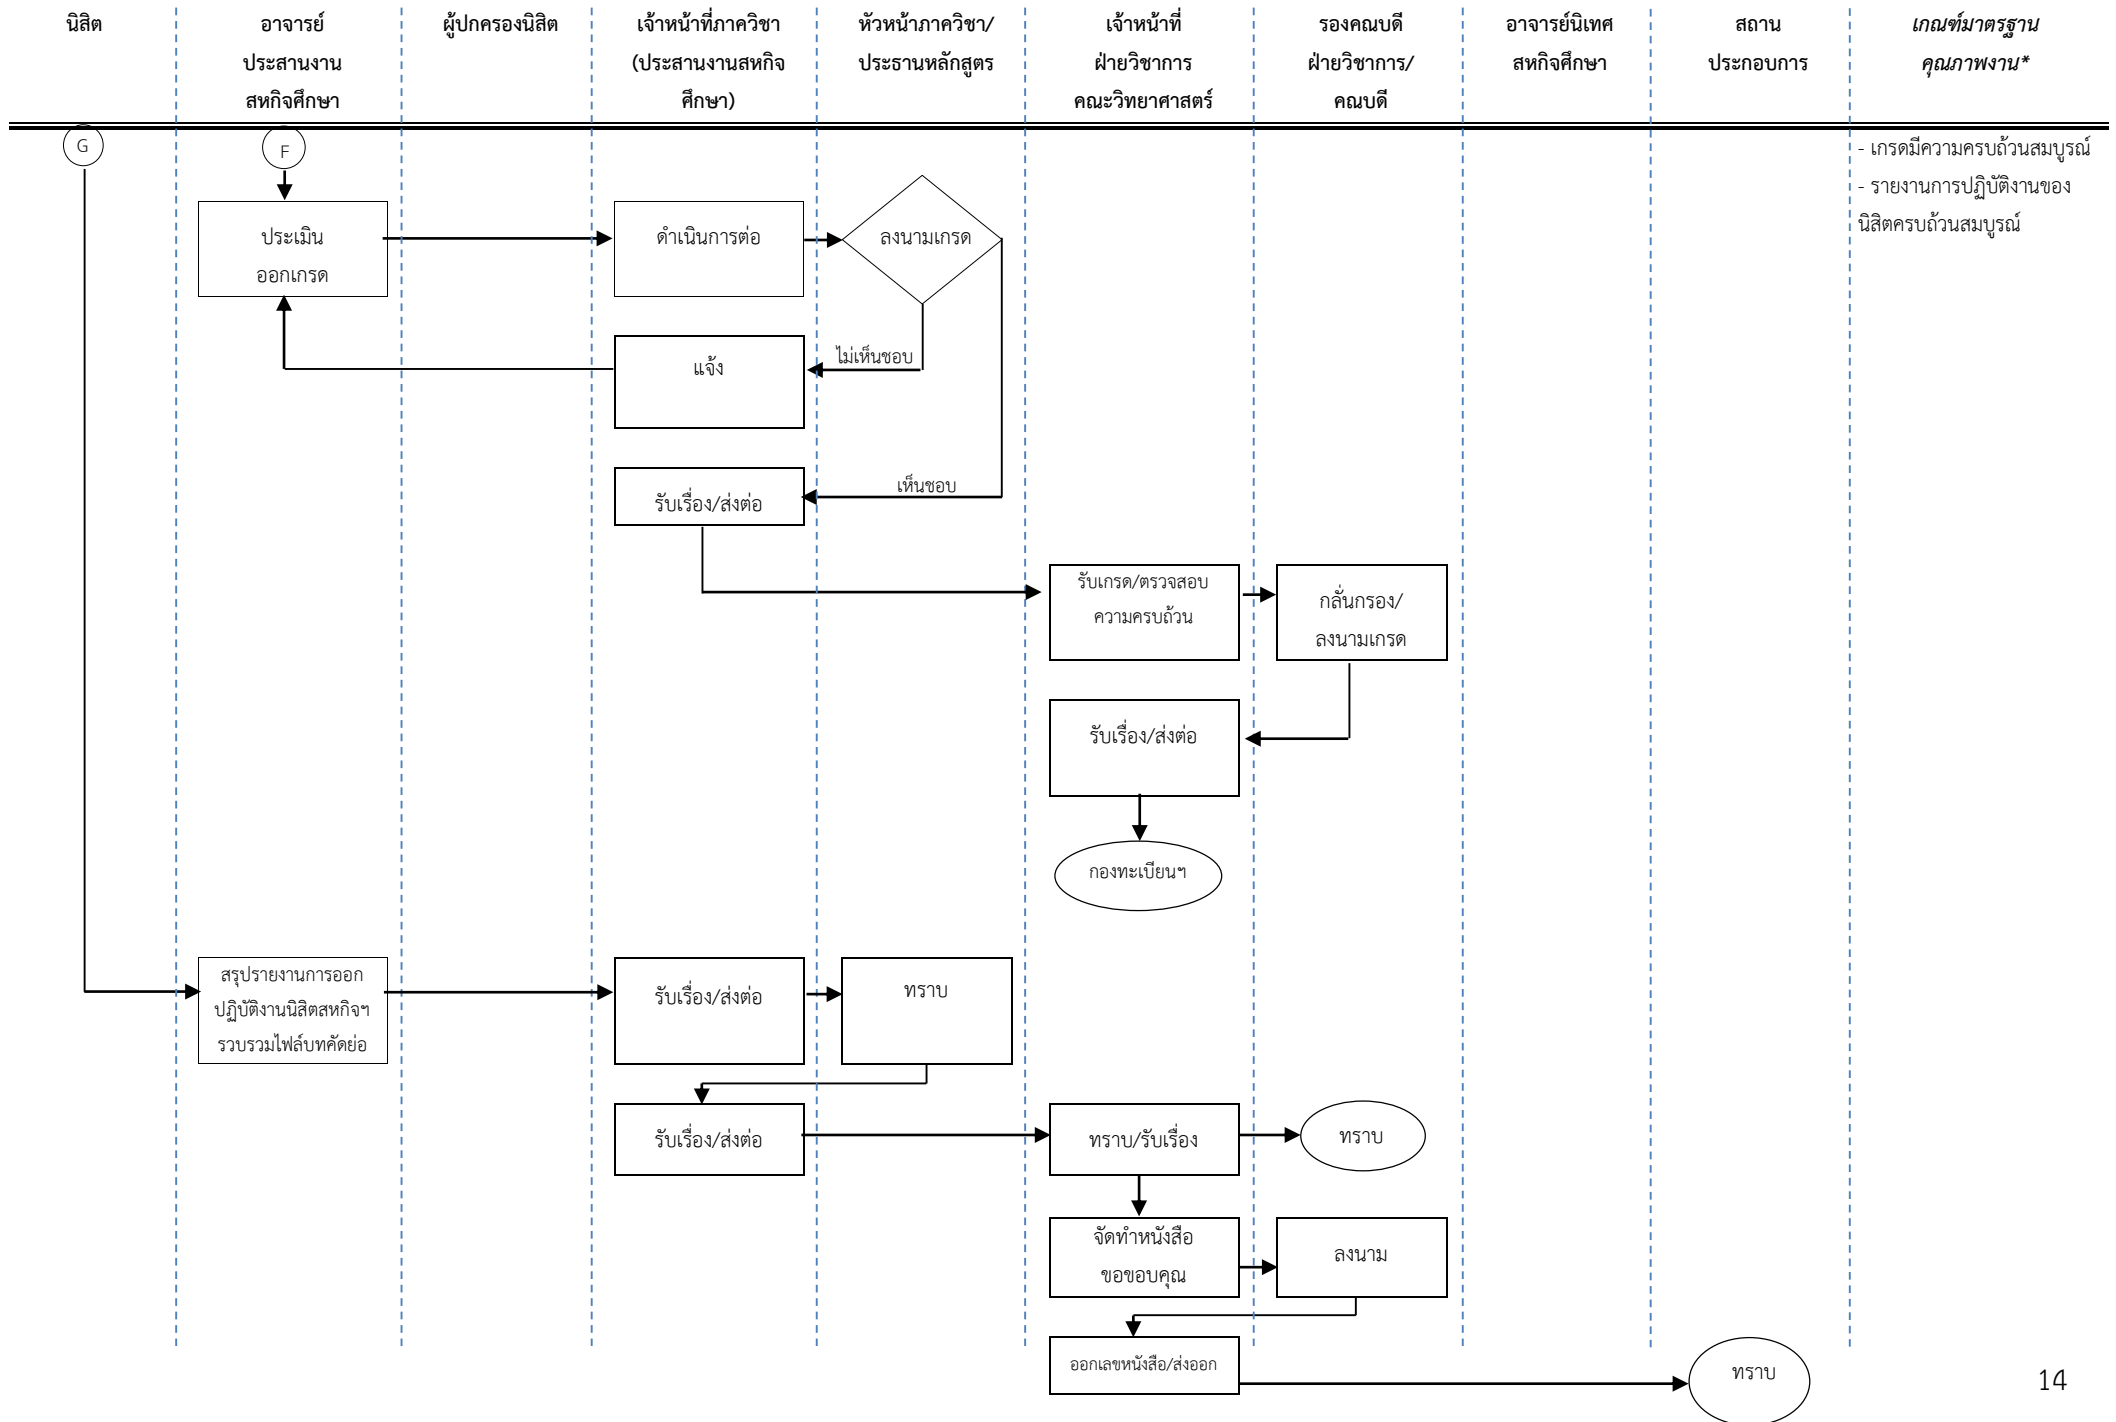 นิสิต
อาจารย์
ประสานงาน
สหกิจศึกษา
ผู้ปกครองนิสิต
เจ้าหน้าที่ภาควิชา
(ประสานงานสหกิจ
ศึกษา)
หัวหน้าภาควิชา/
ประธานหลักสูตร
เจ้าหน้าที่
ฝ่ายวิชาการ
คณะวิทยาศาสตร์
รองคณบดี
ฝ่ายวิชาการ/
คณบดี
อาจารย์นิเทศ
สหกิจศึกษา
สถาน
ประกอบการ
เกณฑ์มาตรฐาน
คุณภาพงาน*
G
F
- เกรดมีความครบถ้วนสมบูรณ์
- รายงานการปฏิบัติงานของ
นิสิตครบถ้วนสมบูรณ์
ประเมิน
ออกเกรด
ดำเนินการต่อ
ลงนามเกรด
แจ้ง
ไม่เห็นชอบ
รับเรื่อง/ส่งต่อ
เห็นชอบ
รับเกรด/ตรวจสอบ
ความครบถ้วน
กลั่นกรอง/
ลงนามเกรด
รับเรื่อง/ส่งต่อ
กองทะเบียนฯ
สรุปรายงานการออก
ปฏิบัติงานนิสิตสหกิจฯ
รวบรวมไฟล์บทคัดย่อ
รับเรื่อง/ส่งต่อ
ทราบ
รับเรื่อง/ส่งต่อ
ทราบ/รับเรื่อง
ทราบ
จัดทำหนังสือ
ขอขอบคุณ
ลงนาม
ออกเลขหนังสือ/ส่งออก
ทราบ
14